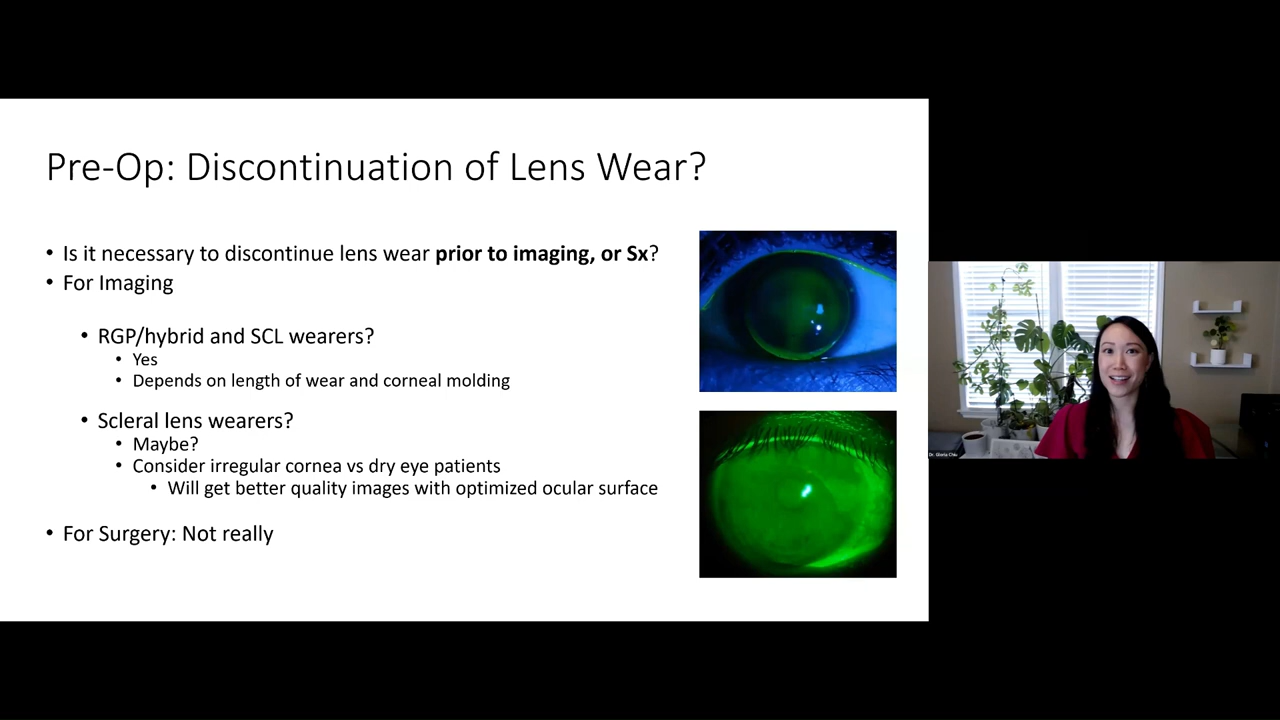 Pre-Op: Discontinuation of Lens Wear?
• Is it necessary to discontinue lens wear prior to imaging, or Sx?
• For Imaging
• RGP/hybrid and SCL wearers?
• Yes
• Depends on length of wear and corneal molding
• Scleral lens wearers?
• Maybe?
• Consider irregular cornea vs dry eye patients
• Will get better quality images with optimized ocular surface
• For Surgery: Not really
Dr. Gloria Chiu